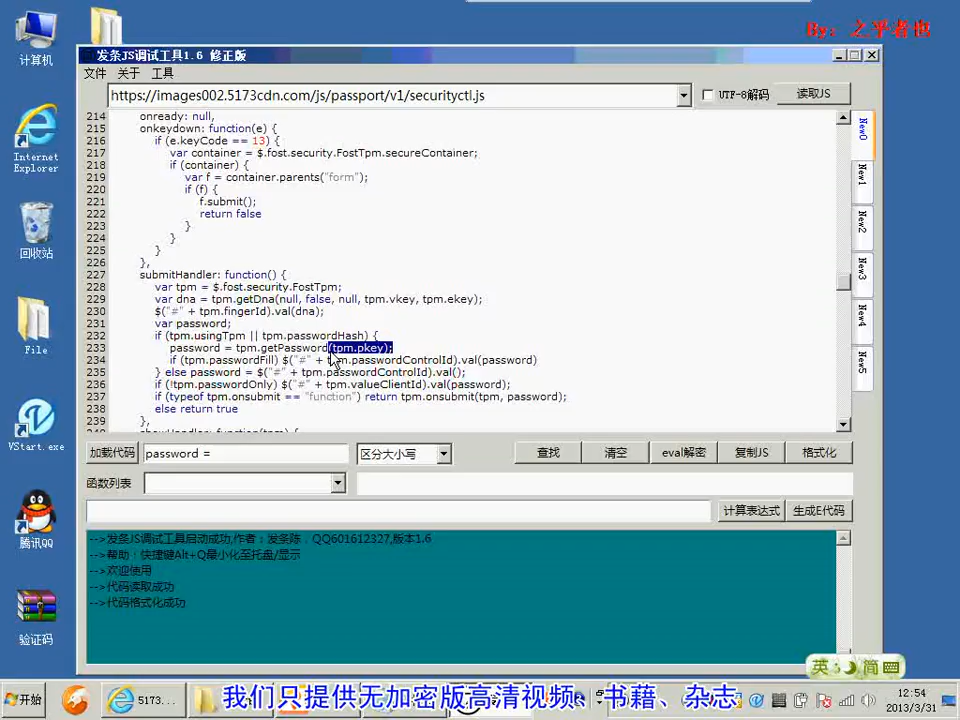 By: 之乎者也
计算机
Internet
Explorer
回收站
File
VStart.exe
腾讯QQ
验证码
发条JS调试工具1.6 修正版
文件 关于 工具
https://images002.5173cdn.com/js/passport/v1/securityctl.js
UTF-8解码 读取JS
214 onready: null,
215 onkeydown: function(e) {
216 if (e.keyCode == 13) {
217 var container = $.fost.security.FostTpm.secureContainer;
218 if (container) {
219 var f = container.parents("form");
220 if (f) {
221 f.submit();
222 return false
223 }
224 }
225 }
226 },
227 submitHandler: function() {
228 var tpm = $.fost.security.FostTpm;
229 var dna = tpm.getDna(null, false, null, tpm.vkey, tpm.ekey);
230 $("#" + tpm.fingerId).val(dna);
231 var password;
232 if (tpm.usingTpm || tpm.passwordHash) {
233 password = tpm.getPassword(tpm.pkey);
234 if (tpm.passwordFill) $("#" + tpm.passwordControlId).val(password)
235 } else password = $("#" + tpm.passwordControlId).val();
236 if (!tpm.passwordOnly) $("#" + tpm.valueClientId).val(password);
237 if (typeof tpm.onsubmit == "function") return tpm.onsubmit(tpm, password);
238 else return true
239 },
New0
New1
New2
New3
New4
New5
加载代码 password = 区分大小写 查找 清空 eval解密 复制JS 格式化
函数列表
计算表达式 生成E代码
-->发条JS调试工具启动成功,作者：发条陈，QQ601612327,版本1.6
-->帮助：快捷键Alt+Q最小化至托盘/显示
-->欢迎使用
-->代码读取成功
-->代码格式化成功
英 简
开始
5173...
我们只提供无加密版高清视频、书藉、杂志
12:54
2013/3/31